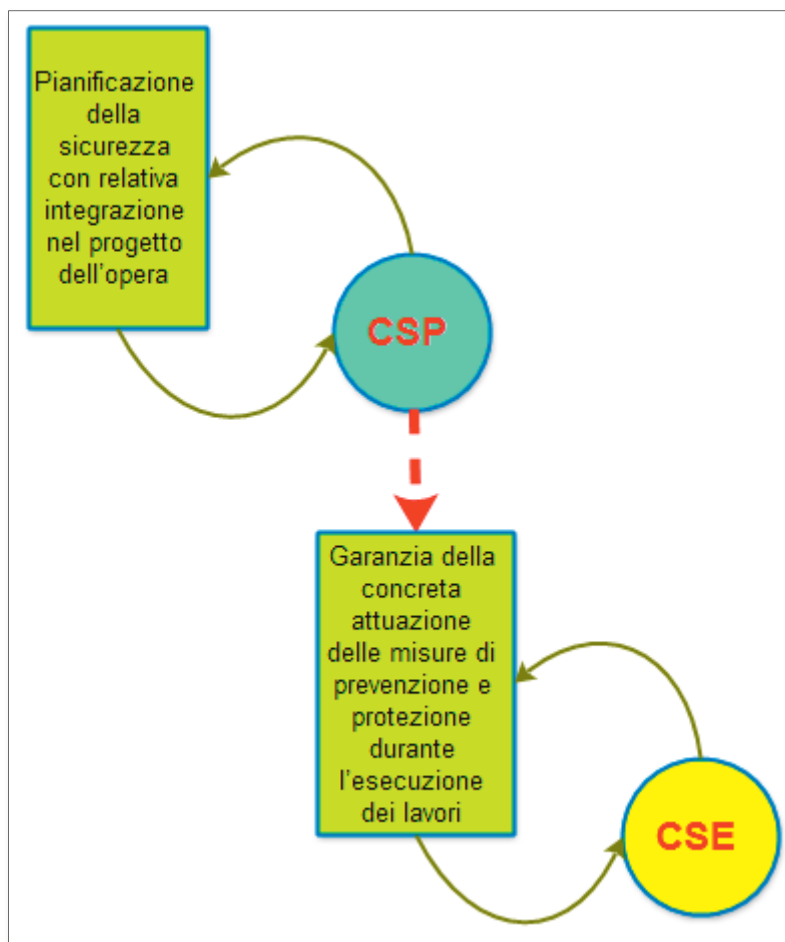 Pianificazione
della
sicurezza
con relativa
integrazione
nel progetto
dell'opera
CSP
Garanzia della
concreta
attuazione
delle misure di
prevenzione e
protezione
durante
l'esecuzione
dei lavori
CSE